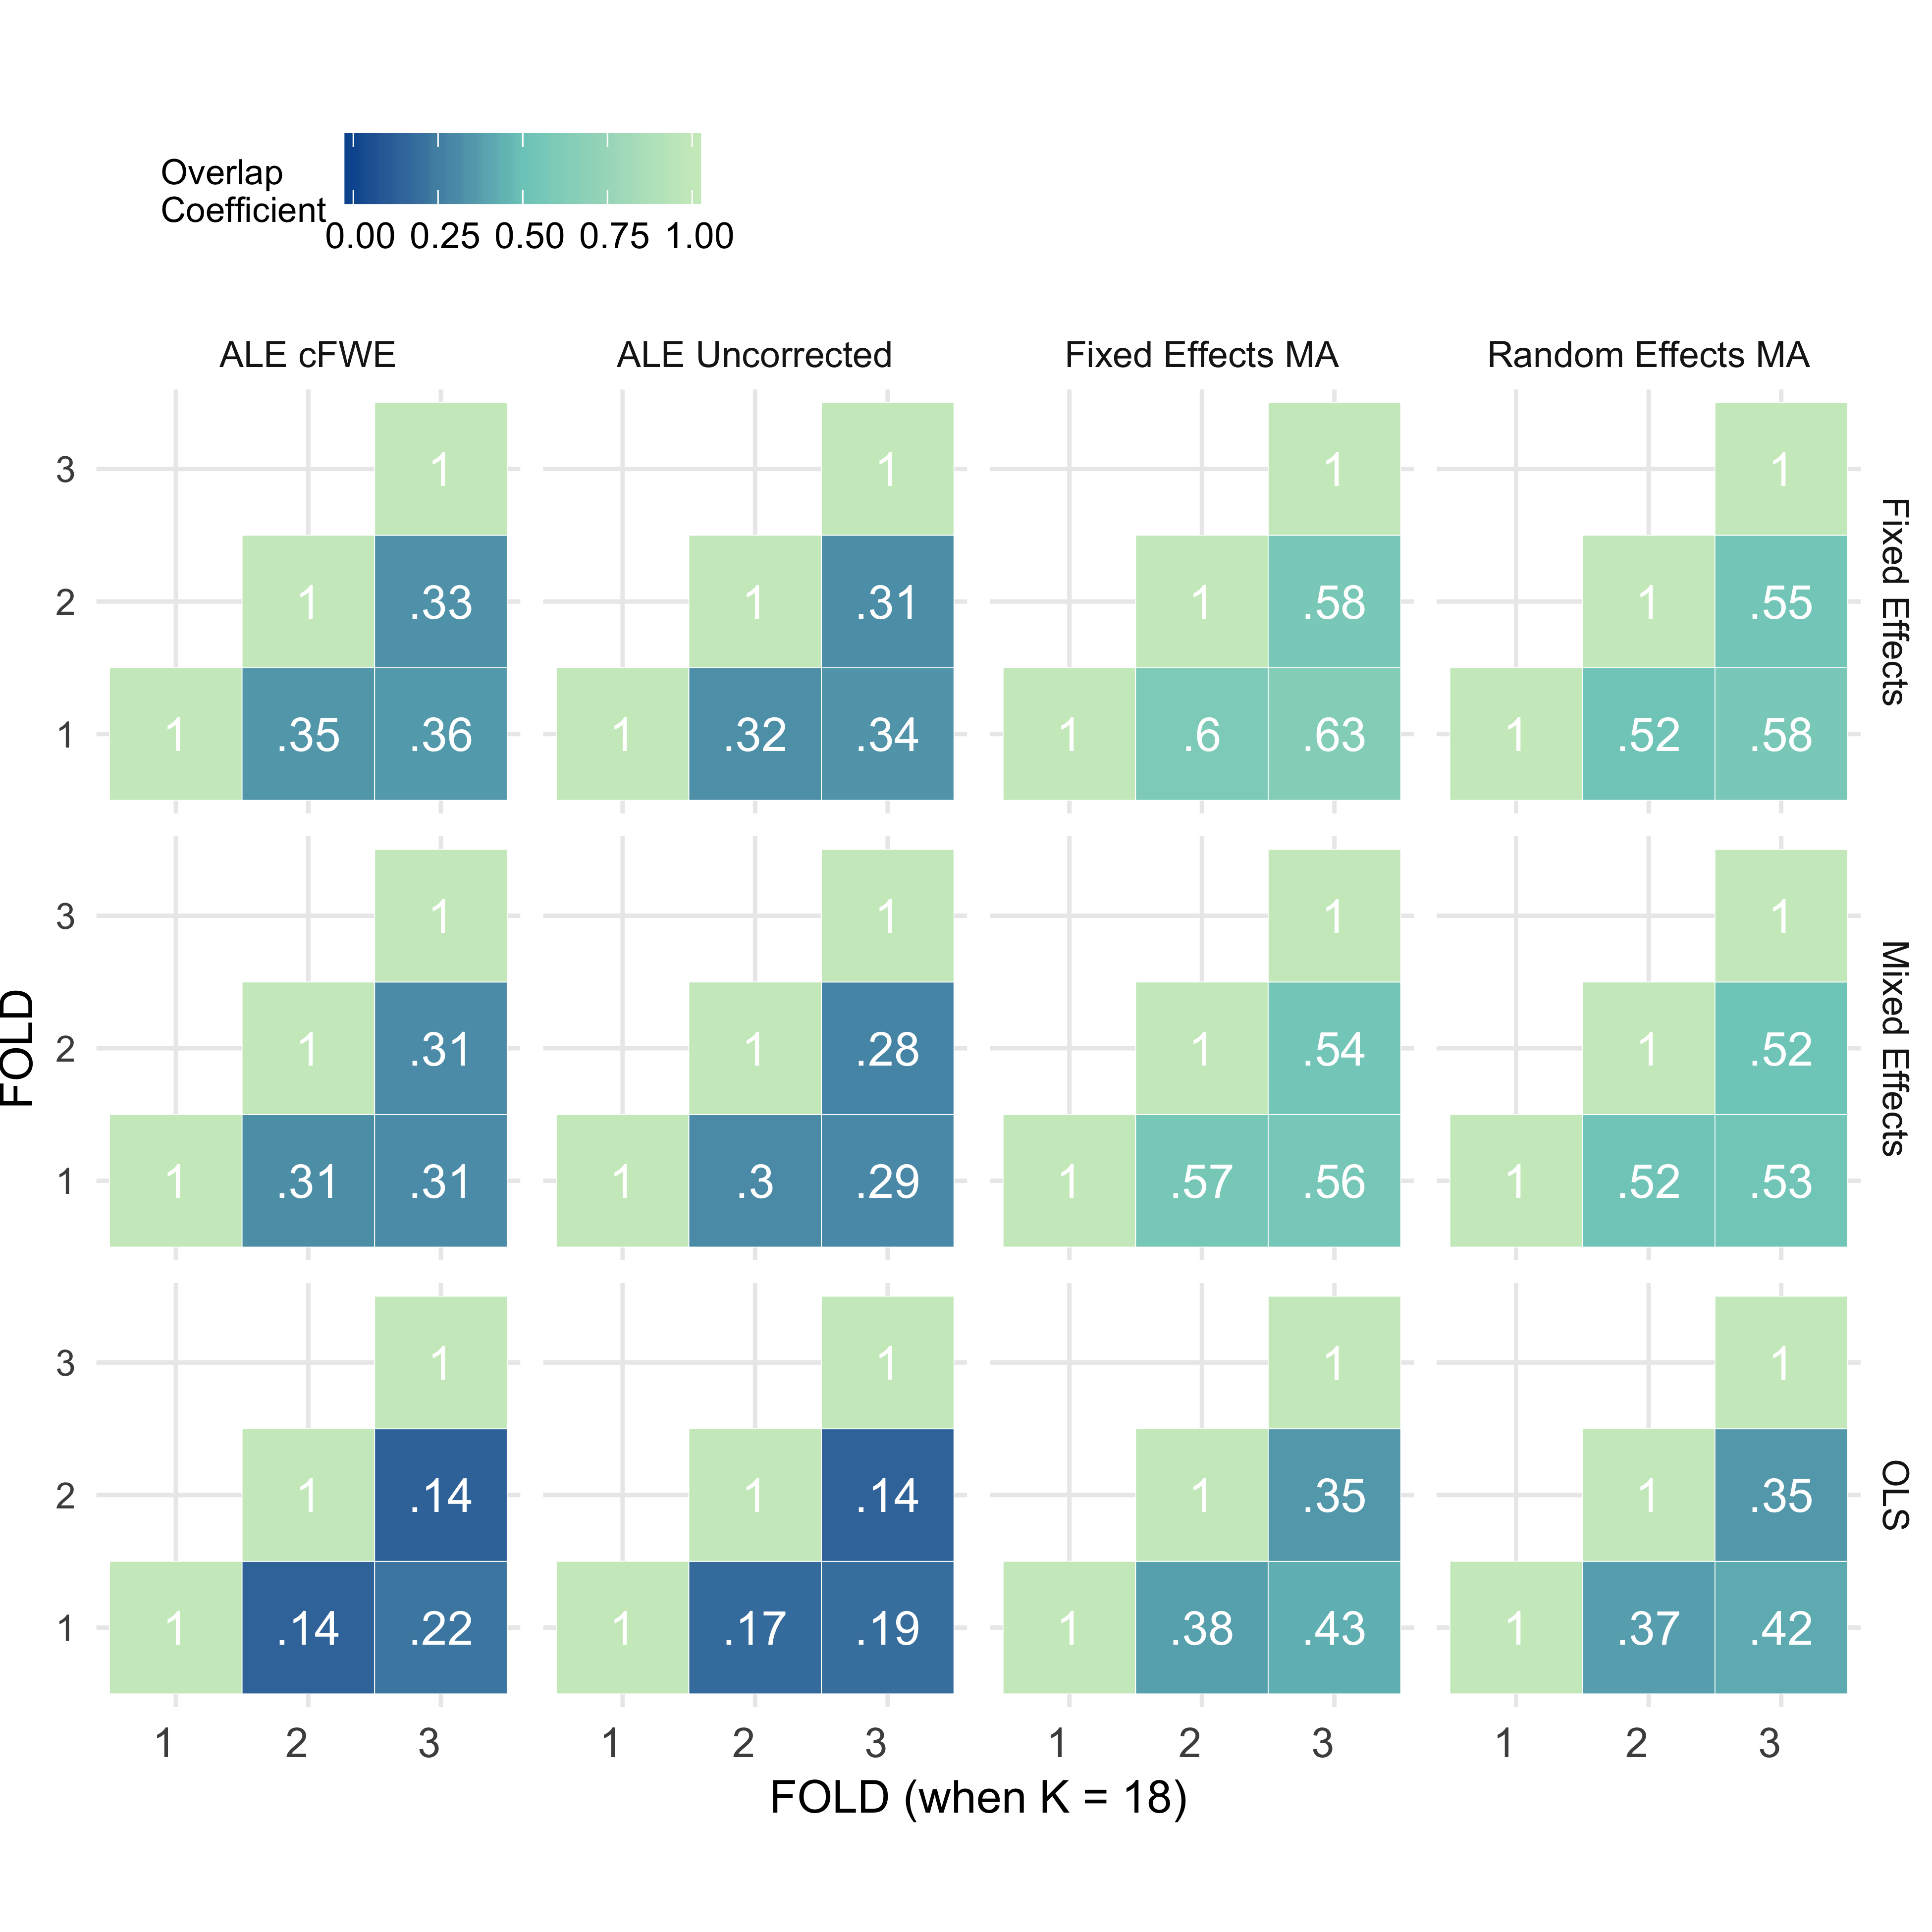 Overlap
Coefficient
0.00 0.25 0.50 0.75 1.00
ALE cFWE ALE Uncorrected Fixed Effects MA Random Effects MA
3 1 1 1 1
2 1 .33 1 .31 1 .58 1 .55
1 1 .35 .36 1 .32 .34 1 .6 .63 1 .52 .58
Fixed Effects
3 1 1 1 1
2 1 .31 1 .28 1 .54 1 .52
1 1 .31 .31 1 .3 .29 1 .57 .56 1 .52 .53
Mixed Effects
3 1 1 1 1
2 1 .14 1 .14 1 .35 1 .35
1 1 .14 .22 1 .17 .19 1 .38 .43 1 .37 .42
OLS
FOLD
1 2 3 1 2 3 1 2 3 1 2 3
FOLD (when K = 18)